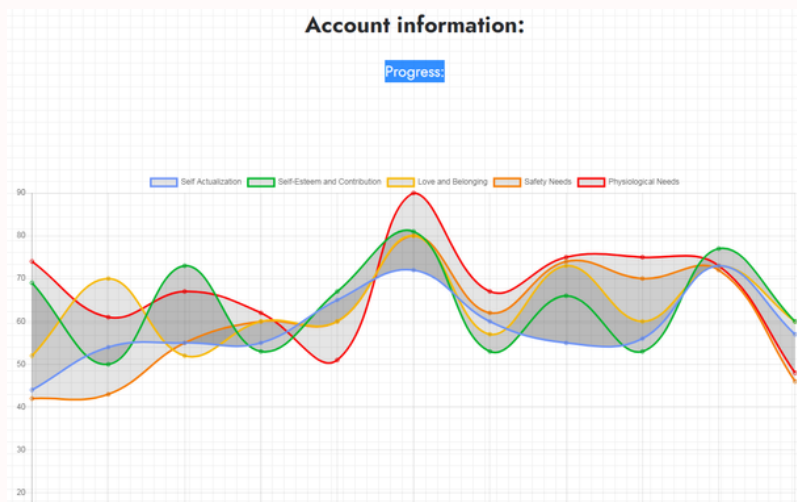 Account information:
Progress:
Self Actualization Self-Esteem and Contribution Love and Belonging Safety Needs Physiological Needs
90
80
70
60
50
40
30
20